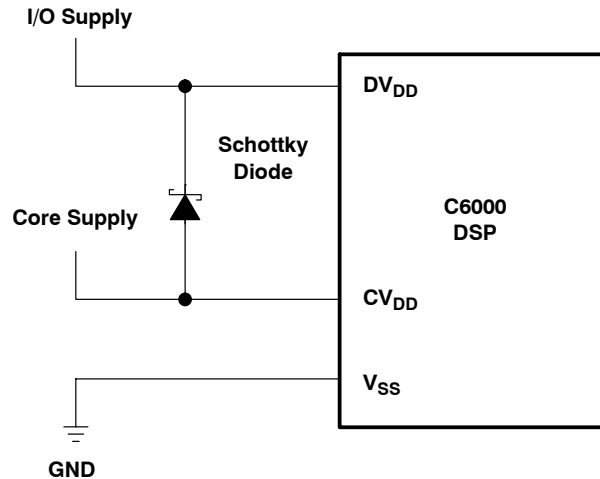 I/O Supply
DVDD
Schottky
Diode
Core Supply
C6000
DSP
CVDD
VSS
GND